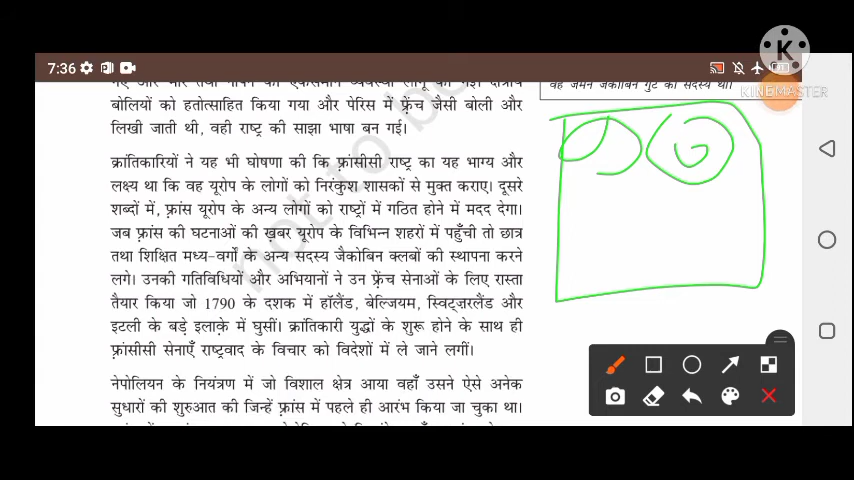 7:36
KINEMASTER
वह जर्मन जैकोबिन गुट का सदस्य था।
बोलियों को हतोत्साहित किया गया और पेरिस में फ़्रेंच जैसी बोली और
लिखी जाती थी, वही राष्ट्र की साझा भाषा बन गई।
क्रांतिकारियों ने यह भी घोषणा की कि फ़्रांसीसी राष्ट्र का यह भाग्य और
लक्ष्य था कि वह यूरोप के लोगों को निरंकुश शासकों से मुक्त कराए। दूसरे
शब्दों में, फ़्रांस यूरोप के अन्य लोगों को राष्ट्रों में गठित होने में मदद देगा।
जब फ़्रांस की घटनाओं की ख़बर यूरोप के विभिन्न शहरों में पहुँची तो छात्र
तथा शिक्षित मध्य-वर्गों के अन्य सदस्य जैकोबिन क्लबों की स्थापना करने
लगे। उनकी गतिविधियों और अभियानों ने उन फ़्रेंच सेनाओं के लिए रास्ता
तैयार किया जो 1790 के दशक में हॉलैंड, बेल्जियम, स्विट्ज़रलैंड और
इटली के बड़े इलाक़े में घुसीं। क्रांतिकारी युद्धों के शुरू होने के साथ ही
फ़्रांसीसी सेनाएँ राष्ट्रवाद के विचार को विदेशों में ले जाने लगीं।
नेपोलियन के नियंत्रण में जो विशाल क्षेत्र आया वहाँ उसने ऐसे अनेक
सुधारों की शुरुआत की जिन्हें फ़्रांस में पहले ही आरंभ किया जा चुका था।
not to be